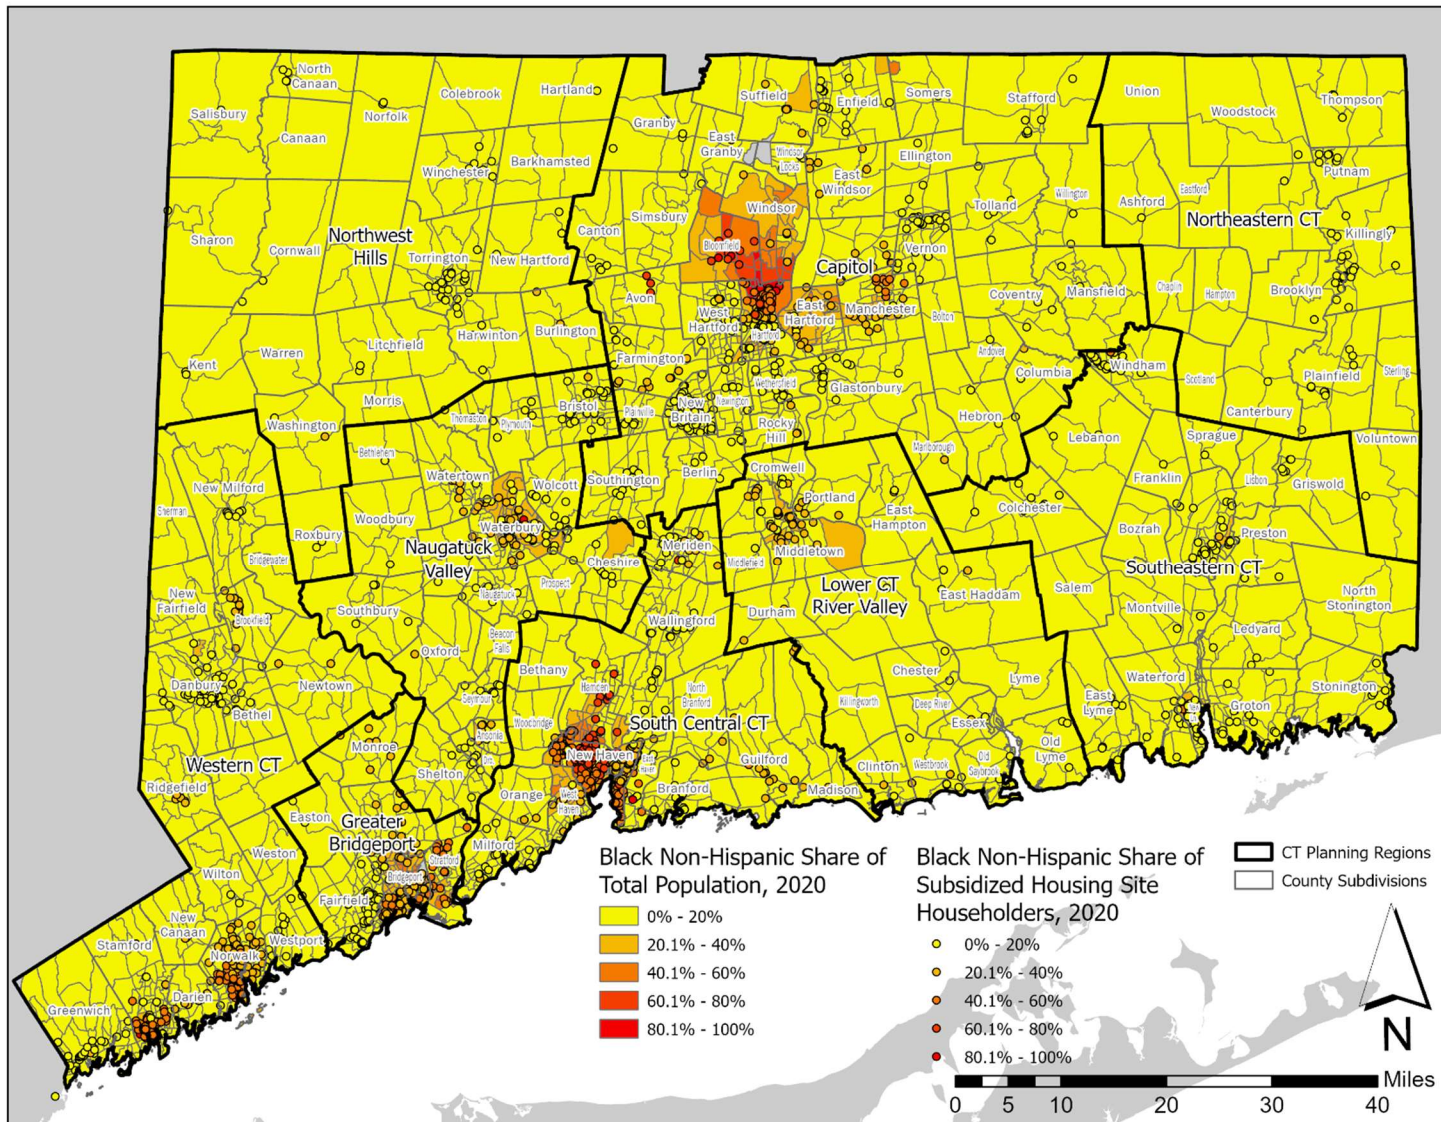 North
Canaan
Colebrook
Hartland
Salisbury
Norfolk
Canaan
Barkhamsted
Winchester
Sharon
Cornwall
Northwest
Hills
Torrington
New Hartford
Harwinton
Burlington
Litchfield
Warren
Kent
Morris
Washington
Suffield
Enfield
Somers
Stafford
Granby
East
Granby
Windsor
Locks
East
Windsor
Ellington
Willington
Tolland
Windsor
Simsbury
Canton
Bloomfield
Vernon
Capitol
Avon
West
Hartford
East
Hartford
Manchester
Hartford
Bolton
Coventry
Mansfield
Andover
Columbia
Farmington
Wethersfield
Glastonbury
Hebron
New
Britain
Newington
Rocky
Hill
Plainville
Marlborough
Berlin
Southington
Union
Woodstock
Thompson
Putnam
Eastford
Ashford
Northeastern CT
Killingly
Chaplin
Hampton
Brooklyn
Windham
Scotland
Plainfield
Sterling
Canterbury
Voluntown
Bristol
Thomaston
Plymouth
Bethlehem
Watertown
Wolcott
Woodbury
Waterbury
Naugatuck
Valley
Cheshire
Prospect
Naugatuck
Southbury
Beacon
Falls
Oxford
Seymour
Ansonia
Drb.
Shelton
New Milford
Sherman
Roxbury
Bridgewater
New
Fairfield
Brookfield
Danbury
Newtown
Bethel
Western CT
Ridgefield
Weston
Wilton
New
Canaan
Stamford
Norwalk
Westport
Darien
Greenwich
Monroe
Easton
Greater
Bridgeport
Stratford
Bridgeport
Fairfield
Meriden
Wallingford
Bethany
Hamden
North
Branford
Woodbridge
South Central CT
New Haven
East
Haven
Guilford
Orange
West
Haven
Branford
Madison
Milford
Cromwell
Portland
East
Hampton
Middletown
Middlefield
Lower CT
River Valley
East Haddam
Durham
Chester
Lyme
Killingworth
Deep River
Essex
Old
Lyme
Clinton
Westbrook
Old
Saybrook
Lebanon
Sprague
Franklin
Lisbon
Griswold
Colchester
Bozrah
Preston
Southeastern CT
Salem
Montville
North
Stonington
Ledyard
Waterford
East
Lyme
Groton
Stonington
Black Non-Hispanic Share of
Total Population, 2020
0% - 20%
20.1% - 40%
40.1% - 60%
60.1% - 80%
80.1% - 100%
Black Non-Hispanic Share of
Subsidized Housing Site
Householders, 2020
0% - 20%
20.1% - 40%
40.1% - 60%
60.1% - 80%
80.1% - 100%
CT Planning Regions
County Subdivisions
N
Miles
0 5 10 20 30 40